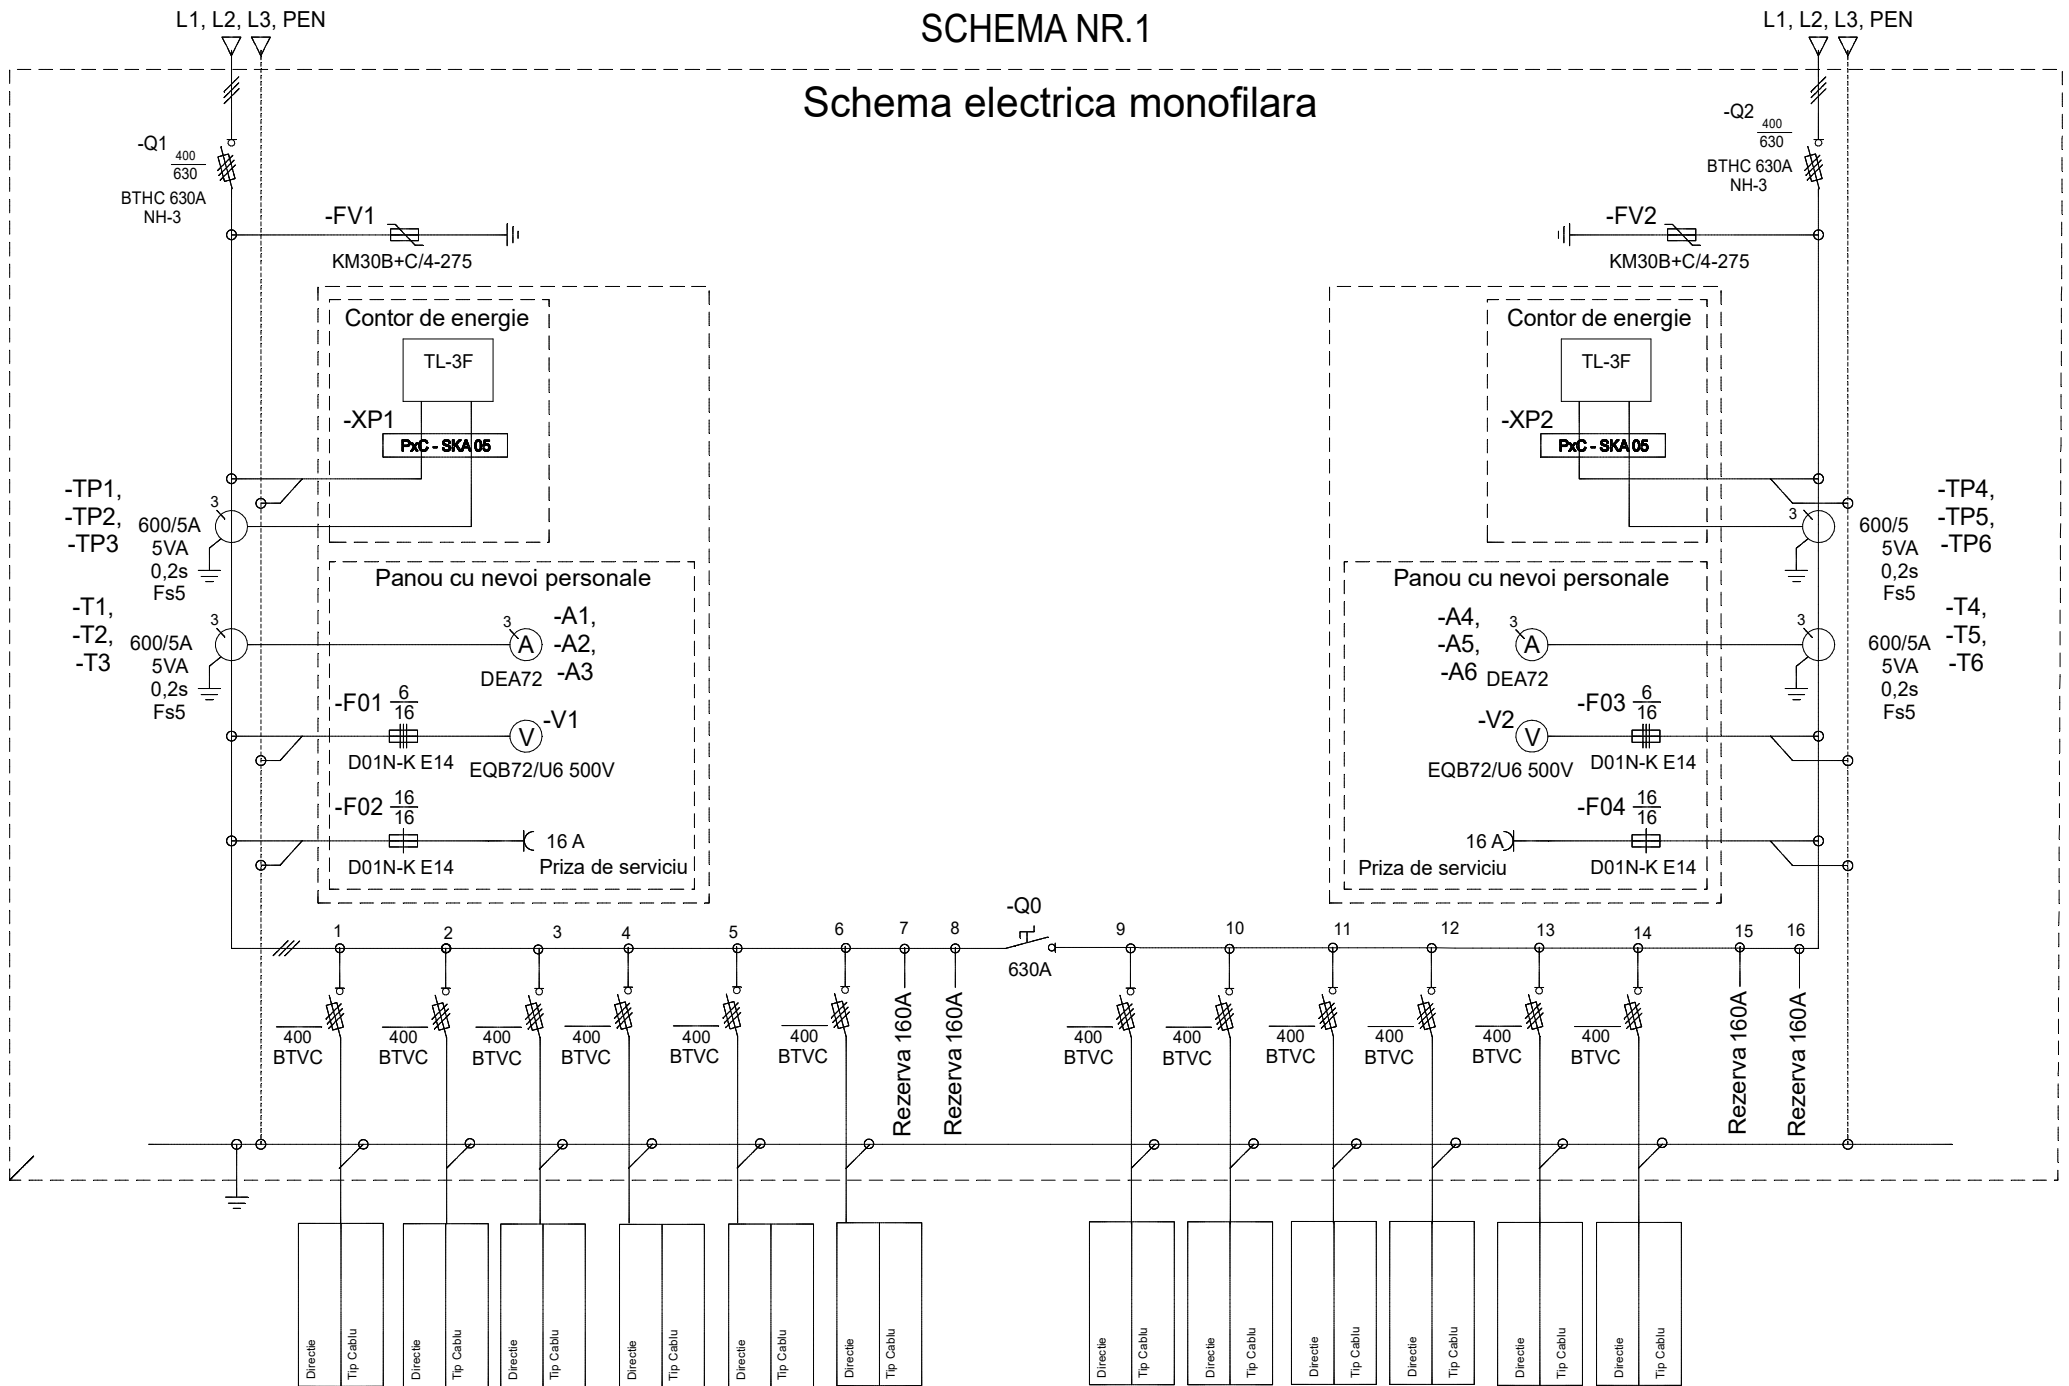 SCHEMA NR.1
L1, L2, L3, PEN
L1, L2, L3, PEN
Schema electrica monofilara
-Q1
400
630
BTHC 630A
NH-3
-Q2
400
630
BTHC 630A
NH-3
-FV1
KM30B+C/4-275
-FV2
KM30B+C/4-275
Contor de energie
TL-3F
-XP1
PxC - SKA 05
Contor de energie
TL-3F
-XP2
PxC - SKA 05
-TP1,
-TP2,
-TP3
3
600/5A
5VA
0,2s
Fs5
-T1,
-T2,
-T3
3
600/5A
5VA
0,2s
Fs5
Panou cu nevoi personale
3
A
-A1,
-A2,
-A3
DEA72
-F01
6
16
D01N-K E14
V
-V1
EQB72/U6 500V
-F02
16
16
D01N-K E14
16 A
Priza de serviciu
3
600/5
5VA
0,2s
Fs5
-TP4,
-TP5,
-TP6
3
600/5A
5VA
0,2s
Fs5
-T4,
-T5,
-T6
Panou cu nevoi personale
-A4,
-A5,
-A6
3
A
DEA72
-V2
V
EQB72/U6 500V
-F03
6
16
D01N-K E14
-F04
16
16
D01N-K E14
16 A
Priza de serviciu
1
2
3
4
5
6
7
8
-Q0
630A
9
10
11
12
13
14
15
16
400
BTVC
400
BTVC
400
BTVC
400
BTVC
400
BTVC
400
BTVC
Rezerva 160A
Rezerva 160A
400
BTVC
400
BTVC
400
BTVC
400
BTVC
400
BTVC
400
BTVC
Rezerva 160A
Rezerva 160A
Directie
Tip Cablu
Directie
Tip Cablu
Directie
Tip Cablu
Directie
Tip Cablu
Directie
Tip Cablu
Directie
Tip Cablu
Directie
Tip Cablu
Directie
Tip Cablu
Directie
Tip Cablu
Directie
Tip Cablu
Directie
Tip Cablu
Directie
Tip Cablu